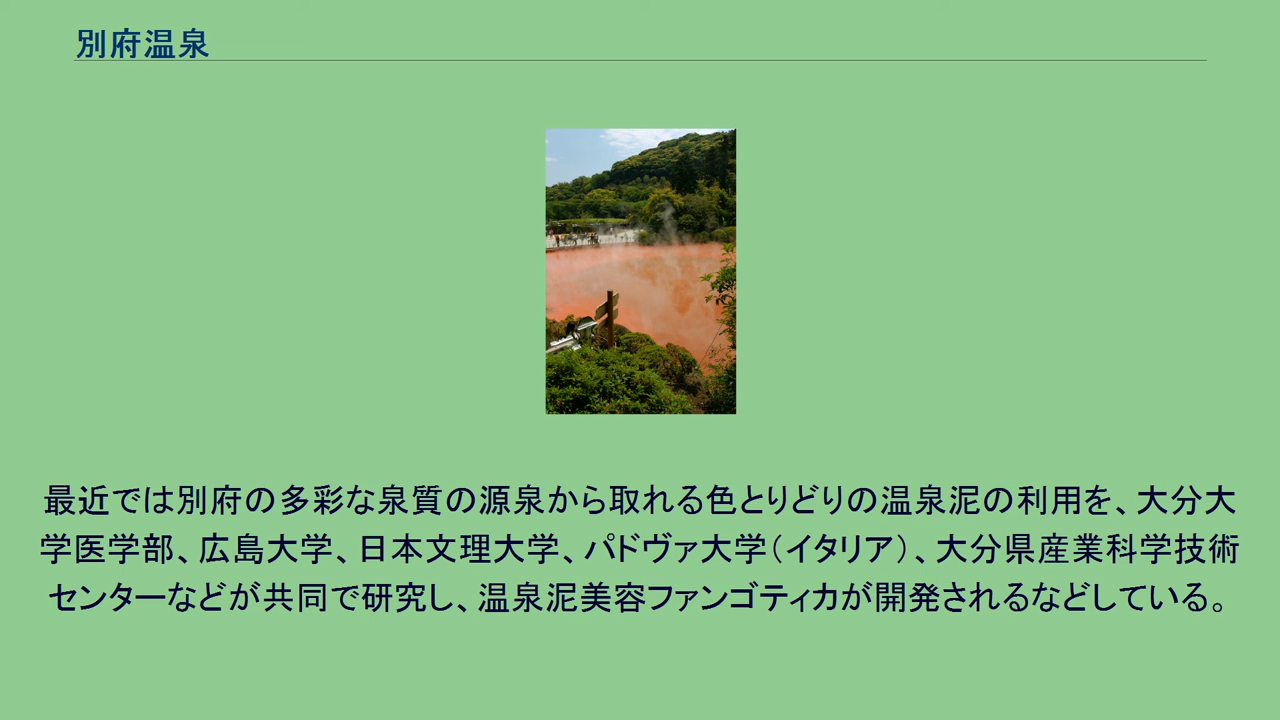 別府温泉
最近では別府の多彩な泉質の源泉から取れる色とりどりの温泉泥の利用を、大分大
学医学部、広島大学、日本文理大学、パドヴァ大学（イタリア）、大分県産業科学技術
センターなどが共同で研究し、温泉泥美容ファンゴティカが開発されるなどしている。